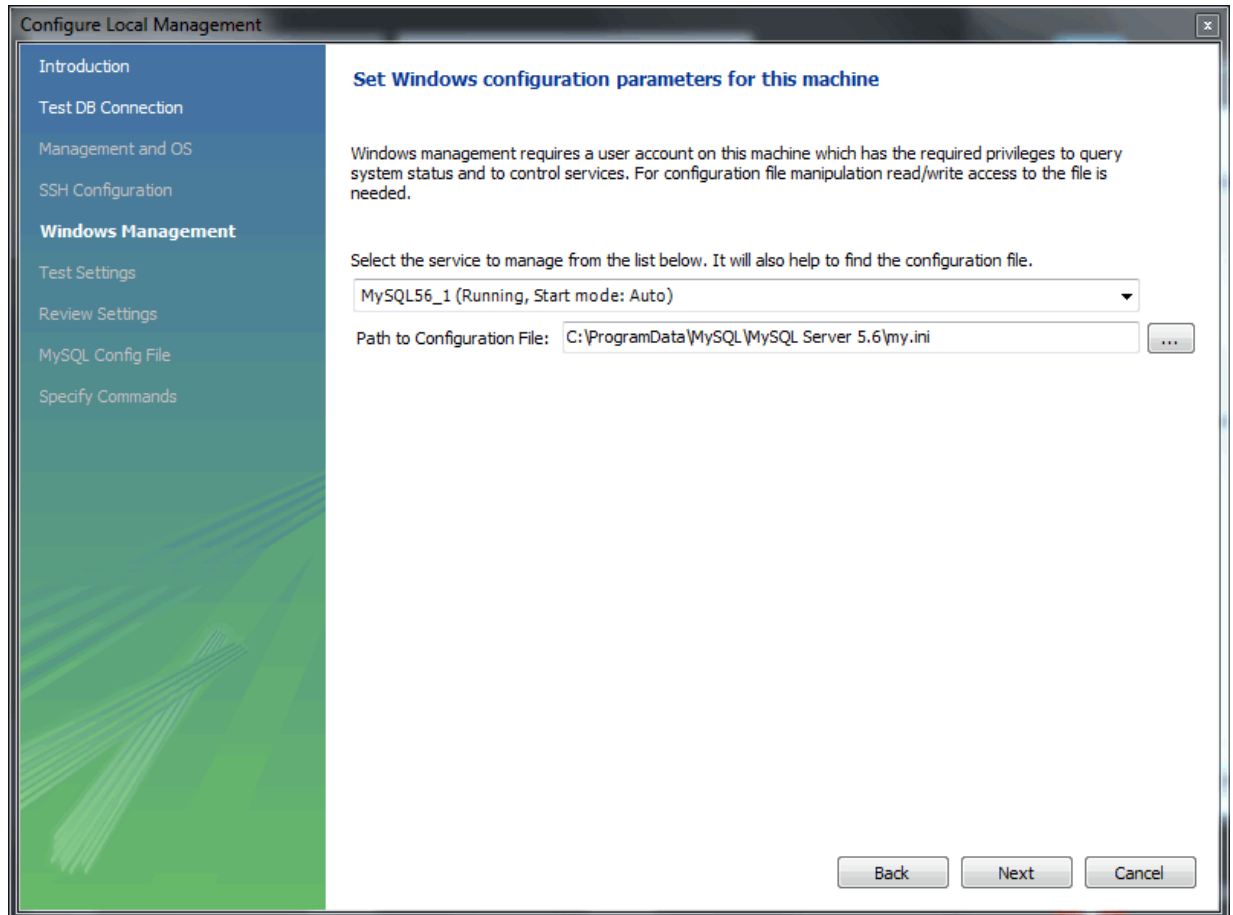 Configure Local Management
x
Introduction
Test DB Connection
Management and OS
SSH Configuration
Windows Management
Test Settings
Review Settings
MySQL Config File
Specify Commands
Set Windows configuration parameters for this machine
Windows management requires a user account on this machine which has the required privileges to query
system status and to control services. For configuration file manipulation read/write access to the file is
needed.
Select the service to manage from the list below. It will also help to find the configuration file.
MySQL56_1 (Running, Start mode: Auto)
Path to Configuration File: C:\ProgramData\MySQL\MySQL Server 5.6\my.ini ...
Back Next Cancel